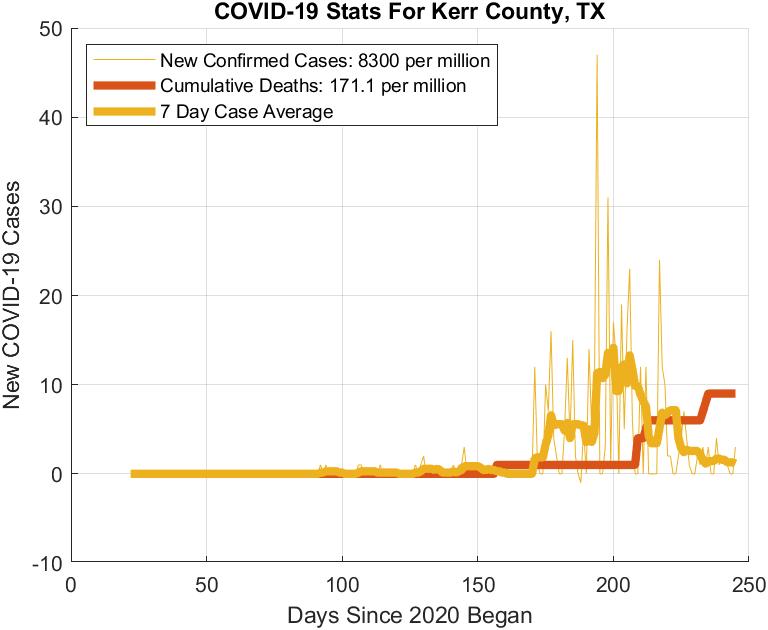 COVID-19 Stats For Kerr County, TX
New Confirmed Cases: 8300 per million
Cumulative Deaths: 171.1 per million
7 Day Case Average
New COVID-19 Cases
50
40
30
20
10
0
-10
0 50 100 150 200 250
Days Since 2020 Began